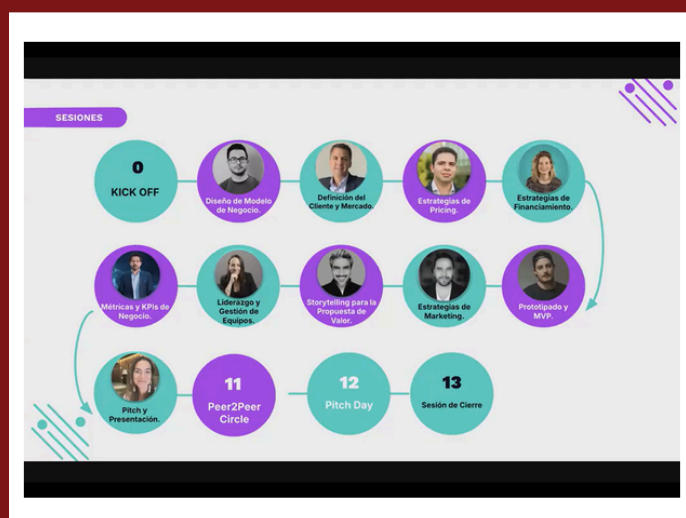 SESIONES
0
KICK OFF
Diseño de Modelo
de Negocio.
Definición del
Cliente y Mercado.
Estrategias de
Pricing.
Estrategias de
Financiamiento.
Métricas y KPIs de
Negocio.
Liderazgo y
Gestión de
Equipos.
Storytelling para la
Propuesta de
Valor.
Estrategias de
Marketing.
Prototipado y
MVP.
Pitch y
Presentación.
11
Peer2Peer
Circle
12
Pitch Day
13
Sesión de Cierre